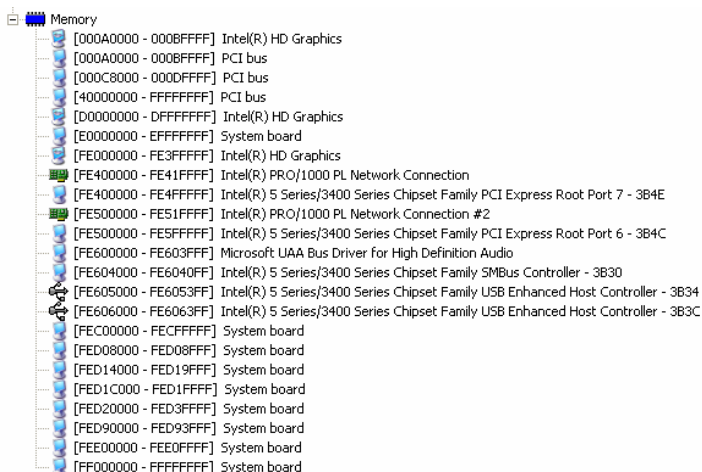 Memory
[000A0000 - 000BFFFF] Intel(R) HD Graphics
[000A0000 - 000BFFFF] PCI bus
[000C8000 - 000DFFFF] PCI bus
[40000000 - FFFFFFFF] PCI bus
[D0000000 - DFFFFFFF] Intel(R) HD Graphics
[E0000000 - EFFFFFFF] System board
[FE000000 - FE3FFFFF] Intel(R) HD Graphics
[FE400000 - FE41FFFF] Intel(R) PRO/1000 PL Network Connection
[FE400000 - FE4FFFFF] Intel(R) 5 Series/3400 Series Chipset Family PCI Express Root Port 7 - 3B4E
[FE500000 - FE51FFFF] Intel(R) PRO/1000 PL Network Connection #2
[FE500000 - FE5FFFFF] Intel(R) 5 Series/3400 Series Chipset Family PCI Express Root Port 6 - 3B4C
[FE600000 - FE603FFF] Microsoft UAA Bus Driver for High Definition Audio
[FE604000 - FE6040FF] Intel(R) 5 Series/3400 Series Chipset Family SMBus Controller - 3B30
[FE605000 - FE6053FF] Intel(R) 5 Series/3400 Series Chipset Family USB Enhanced Host Controller - 3B34
[FE606000 - FE6063FF] Intel(R) 5 Series/3400 Series Chipset Family USB Enhanced Host Controller - 3B3C
[FEC00000 - FECFFFFF] System board
[FED08000 - FED08FFF] System board
[FED14000 - FED19FFF] System board
[FED1C000 - FED1FFFF] System board
[FED20000 - FED3FFFF] System board
[FED90000 - FED93FFF] System board
[FEE00000 - FEE0FFFF] System board
[FF000000 - FFFFFFFF] System board